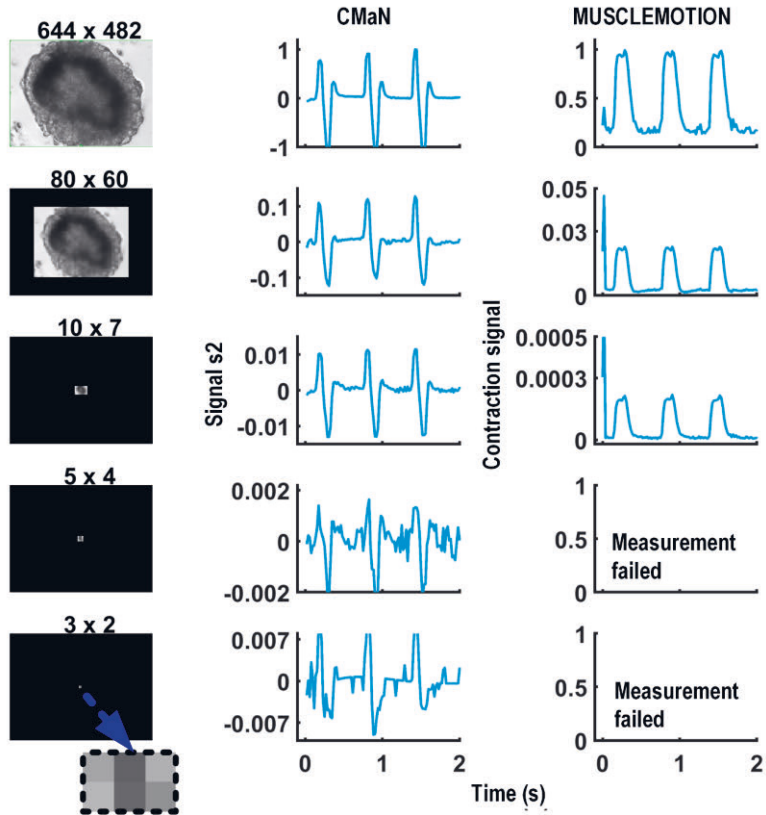 CMaN
MUSCLEMOTION
644 x 482
1
0
-1
1
0.5
0
80 x 60
0.1
0
-0.1
0.05
0.03
0
10 x 7
Signal s2
0.01
0
-0.01
Contraction signal
0.0005
0.0003
0
5 x 4
0.002
0
-0.002
1
0.5
0
Measurement
failed
3 x 2
0.007
0
-0.007
1
0.5
0
Measurement
failed
0 1 2
0 1 2
Time (s)